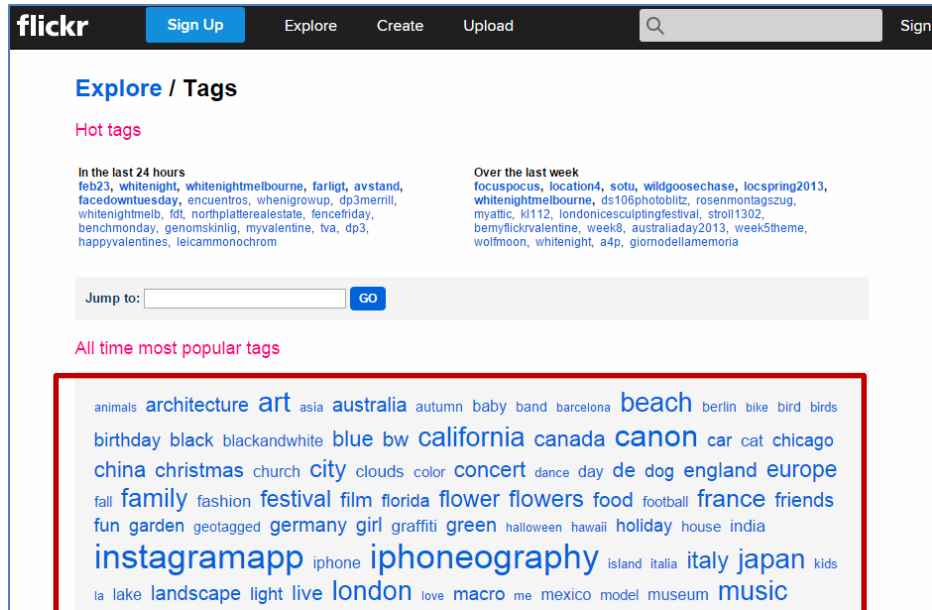 flickr Sign Up Explore Create Upload Sign
Explore / Tags
Hot tags
In the last 24 hours
feb23, whitenight, whitenightmelbourne, farligt, avstand,
facedowntuesday, encuentros, whenigrowup, dp3merrill,
whitenightmelb, fdt, northplatterealestate, fencefriday,
benchmonday, genomskinlig, myvalentine, tva, dp3,
happyvalentines, leicammonochrom
Over the last week
focuspocus, location4, sotu, wildgoosechase, locspring2013,
whitenightmelbourne, ds106photoblitz, rosenmontagszug,
myattic, kl112, londonicesculptingfestival, stroll1302,
bemyflickrvalentine, week8, australiaday2013, week5theme,
wolfmoon, whitenight, a4p, giornodellamemoria
Jump to: GO
All time most popular tags
animals architecture art asia australia autumn baby band barcelona beach berlin bike bird birds
birthday black blackandwhite blue bw california canada canon car cat chicago
china christmas church city clouds color concert dance day de dog england europe
fall family fashion festival film florida flower flowers food football france friends
fun garden geotagged germany girl graffiti green halloween hawaii holiday house india
instagramapp iphone iphoneography island italia italy japan kids
la lake landscape light live london love macro me mexico model museum music